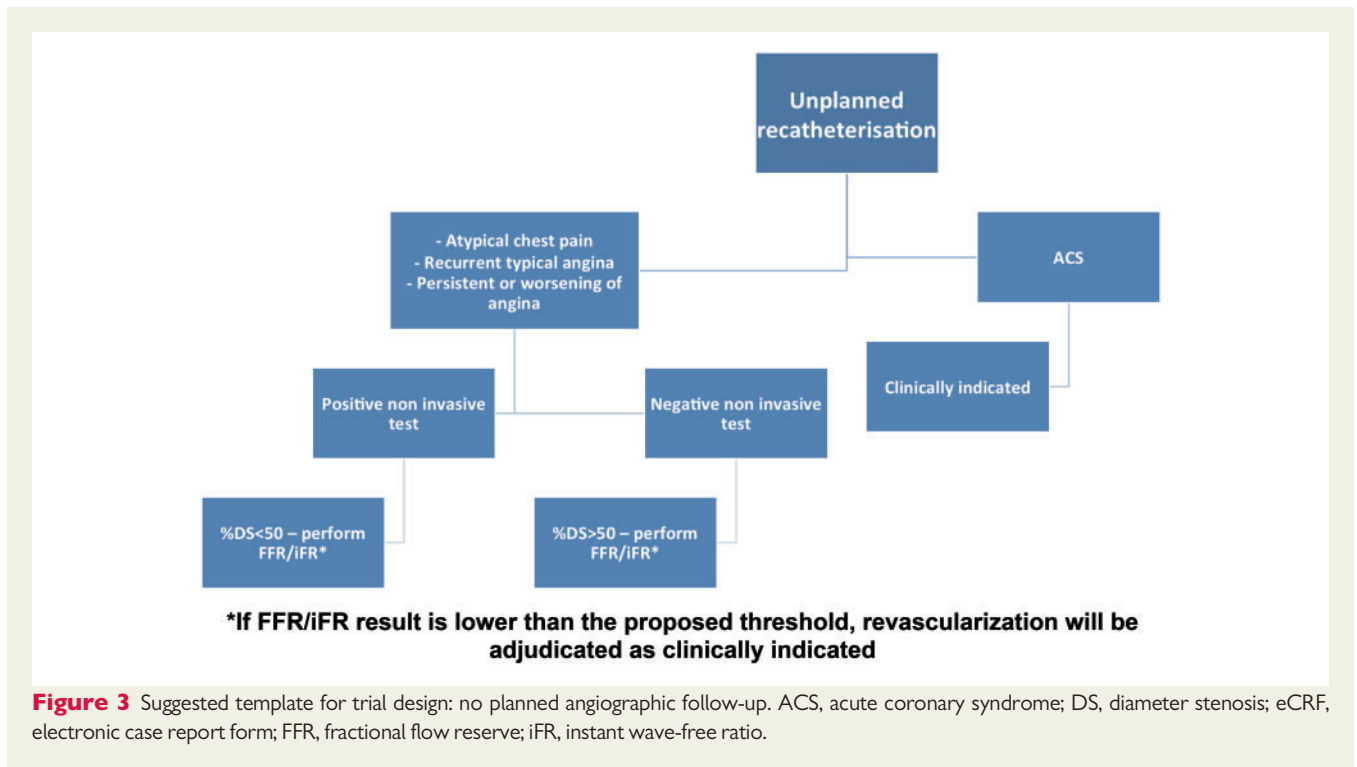 Unplanned
recatheterisation
- Atypical chest pain
- Recurrent typical angina
- Persistent or worsening of
angina
ACS
Positive non invasive
test
Negative non invasive
test
Clinically indicated
%DS<50 – perform
FFR/iFR*
%DS>50 – perform
FFR/iFR*
*If FFR/iFR result is lower than the proposed threshold, revascularization will be
adjudicated as clinically indicated
Figure 3 Suggested template for trial design: no planned angiographic follow-up. ACS, acute coronary syndrome; DS, diameter stenosis; eCRF,
electronic case report form; FFR, fractional flow reserve; iFR, instant wave-free ratio.